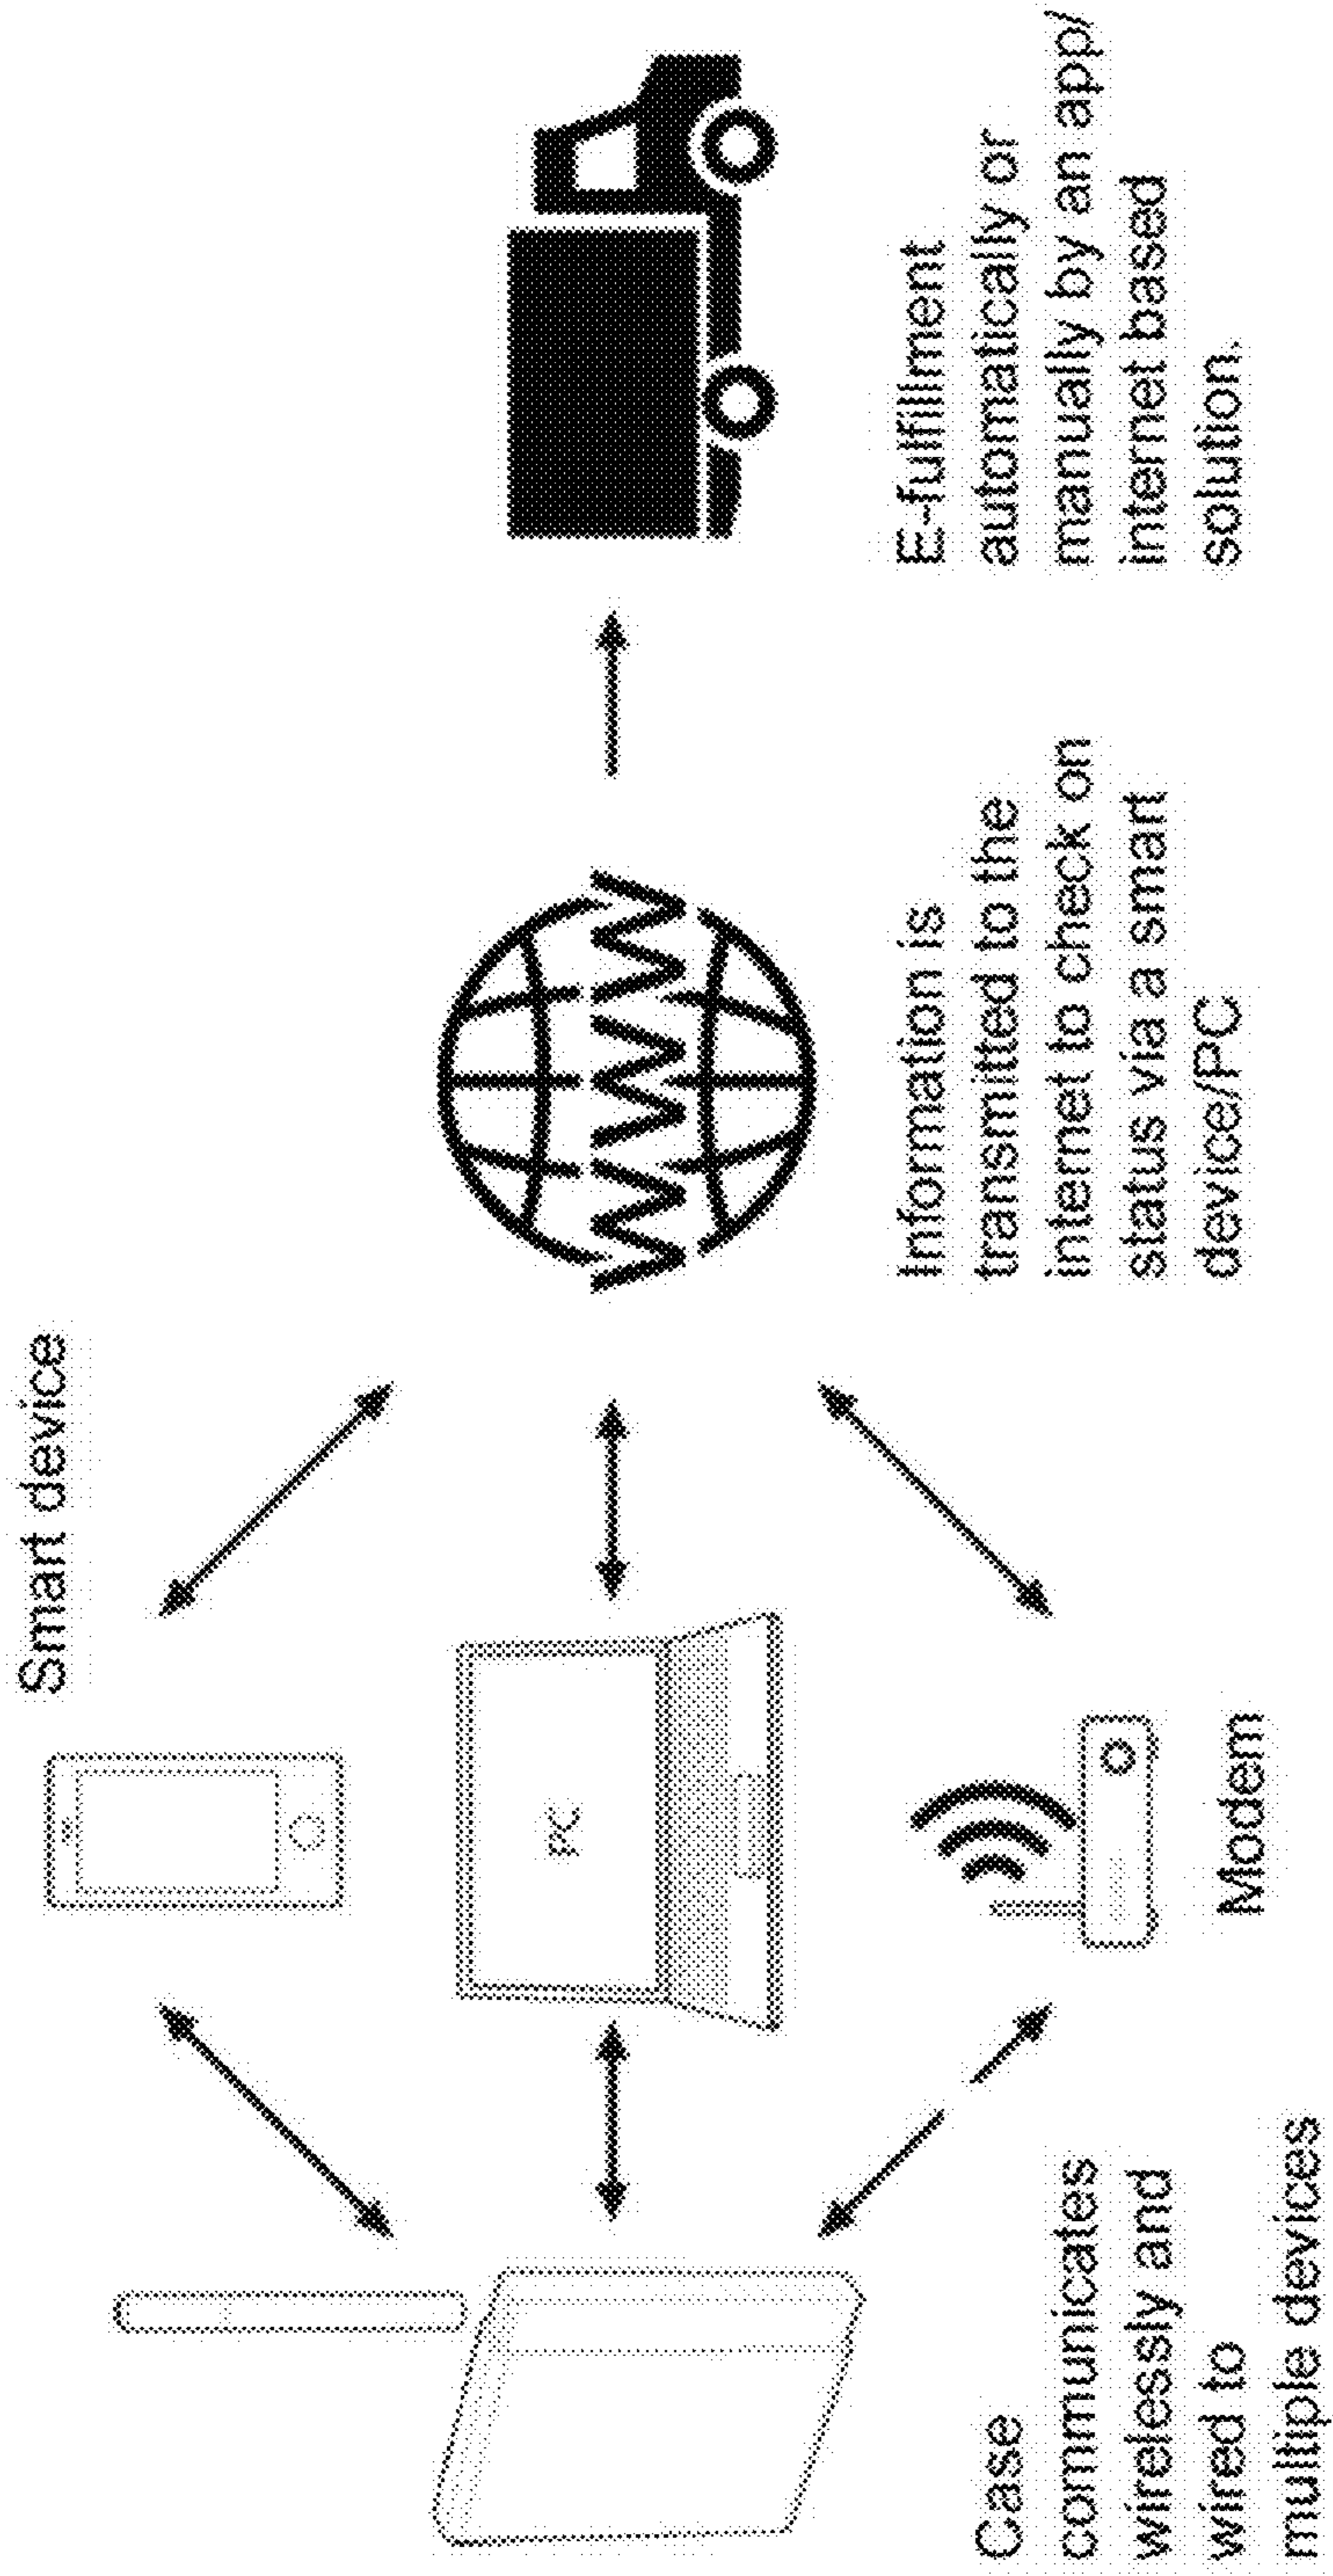 Smart device
PC
WWW
Modem
Case
communicates
wirelessly and
wired to
multiple devices
Information is
transmitted to the
internet to check on
status via a smart
device/PC
E-fulfillment
automatically or
manually by an app/
internet based
solution.